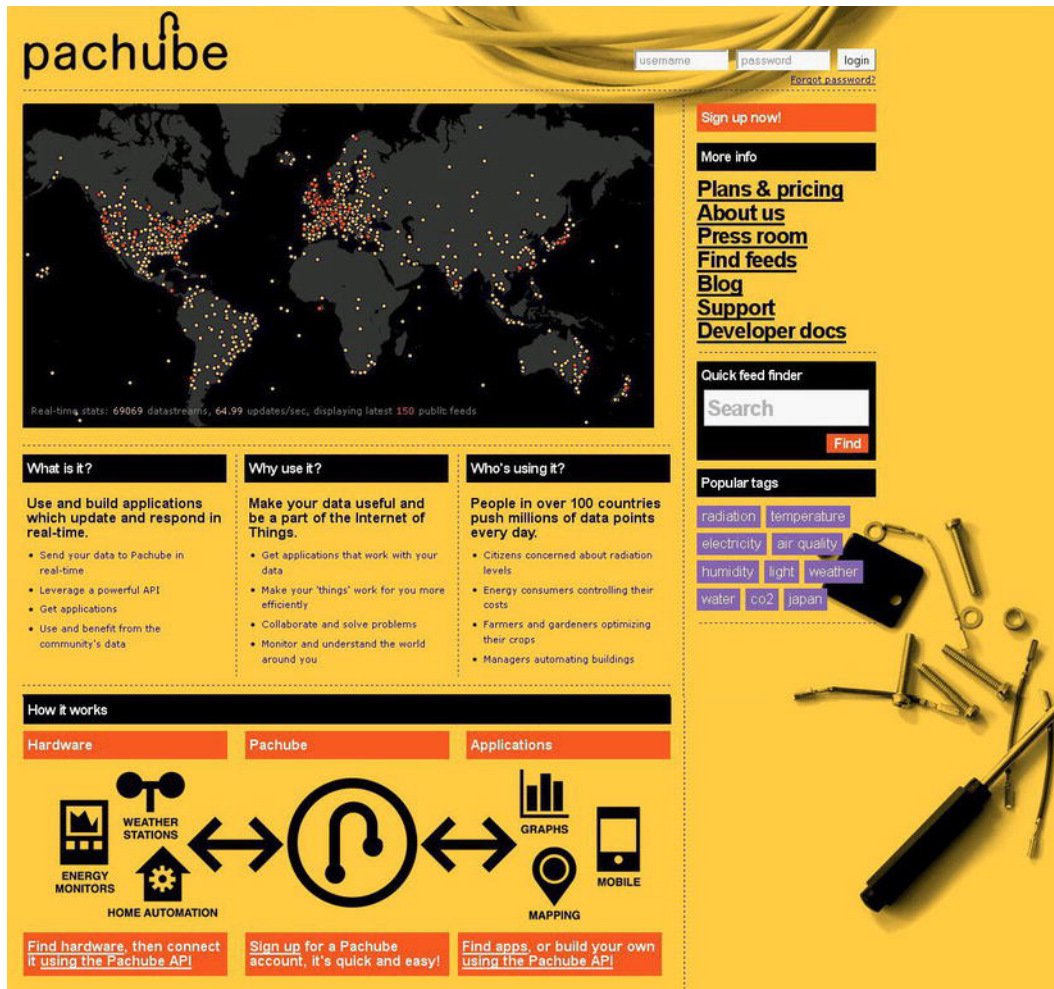 pachube
username password login
Forgot password?
Real-time stats: 69069 datastreams, 64.99 updates/sec, displaying latest 150 public feeds
Sign up now!
More info
Plans & pricing
About us
Press room
Find feeds
Blog
Support
Developer docs
Quick feed finder
Search
Find
Popular tags
radiation temperature
electricity air quality
humidity light weather
water co2 japan
What is it?
Use and build applications
which update and respond in
real-time.
• Send your data to Pachube in
real-time
• Leverage a powerful API
• Get applications
• Use and benefit from the
community's data
Why use it?
Make your data useful and
be a part of the Internet of
Things.
• Get applications that work with your
data
• Make your 'things' work for you more
efficiently
• Collaborate and solve problems
• Monitor and understand the world
around you
Who's using it?
People in over 100 countries
push millions of data points
every day.
• Citizens concerned about radiation
levels
• Energy consumers controlling their
costs
• Farmers and gardeners optimizing
their crops
• Managers automating buildings
How it works
Hardware
Pachube
Applications
WEATHER
STATIONS
ENERGY
MONITORS
HOME AUTOMATION
GRAPHS
MOBILE
MAPPING
Find hardware, then connect
it using the Pachube API
Sign up for a Pachube
account, it's quick and easy!
Find apps, or build your own
using the Pachube API